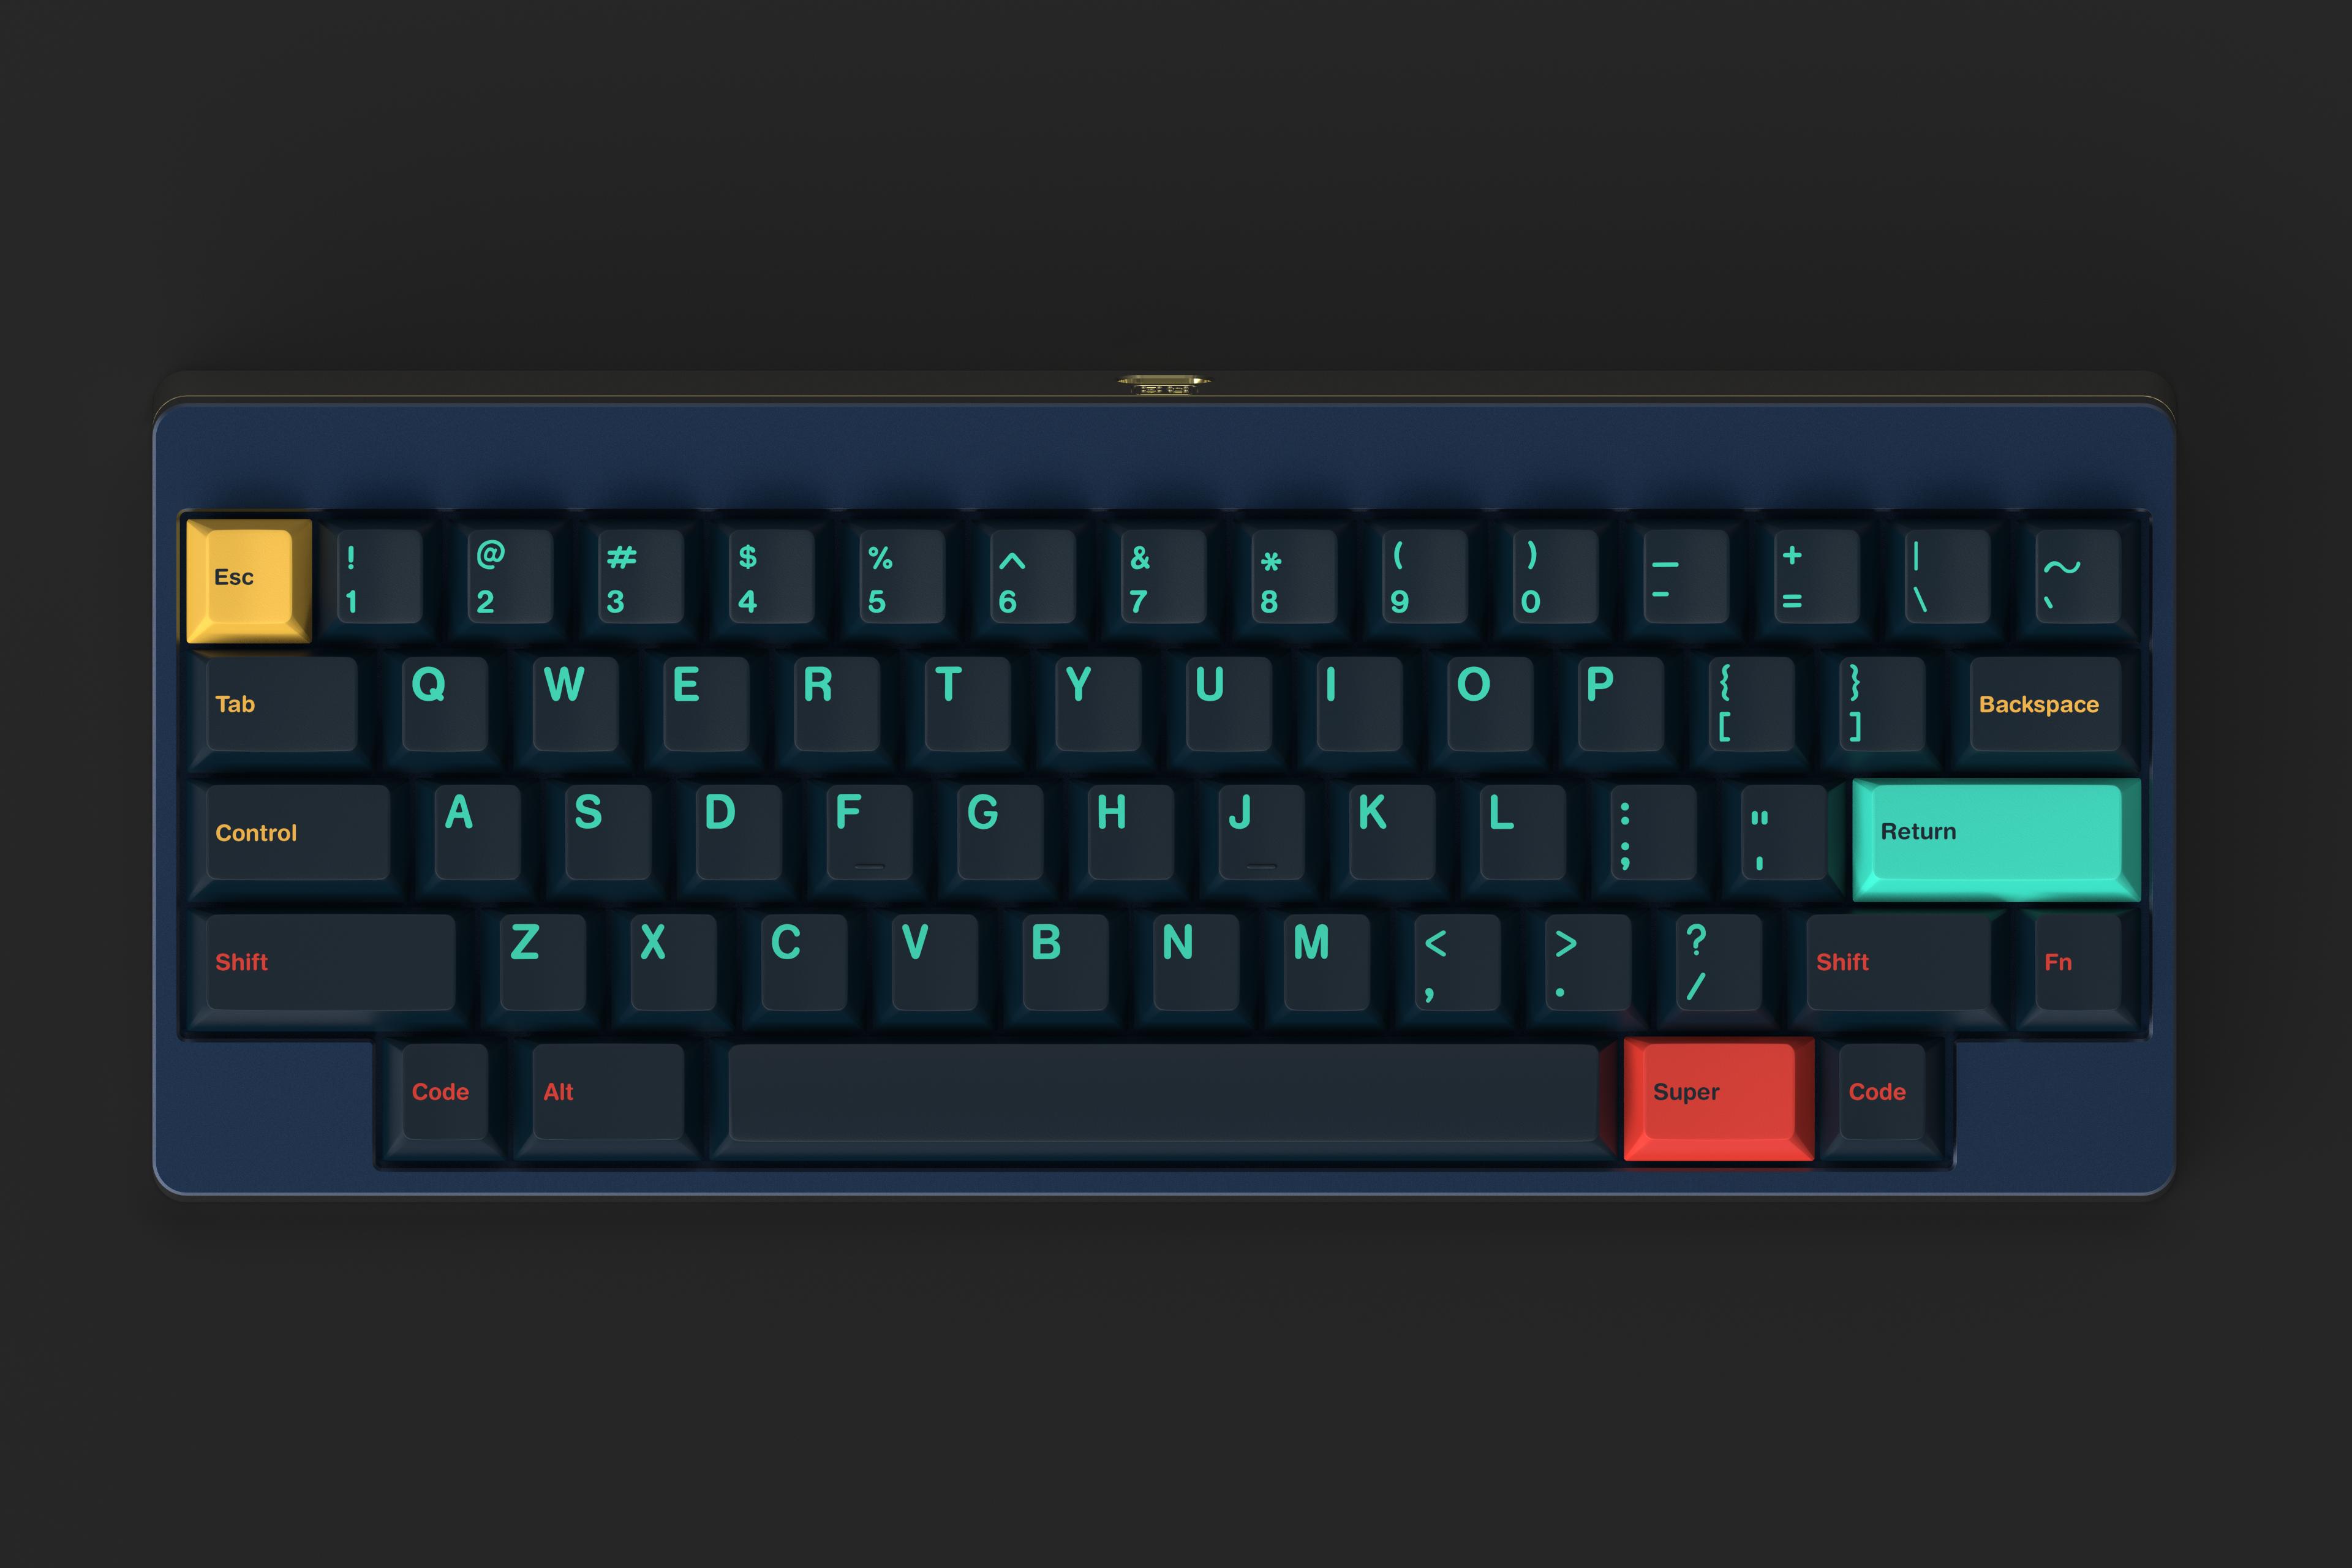 Esc ! @ # $ % ^ & * ( ) _ + | ~
1 2 3 4 5 6 7 8 9 0 - = \ `
Tab Q W E R T Y U I O P { } Backspace
[ ]
Control A S D F G H J K L : " Return
; '
Shift Z X C V B N M < > ? Shift Fn
, . /
Code Alt Super Code